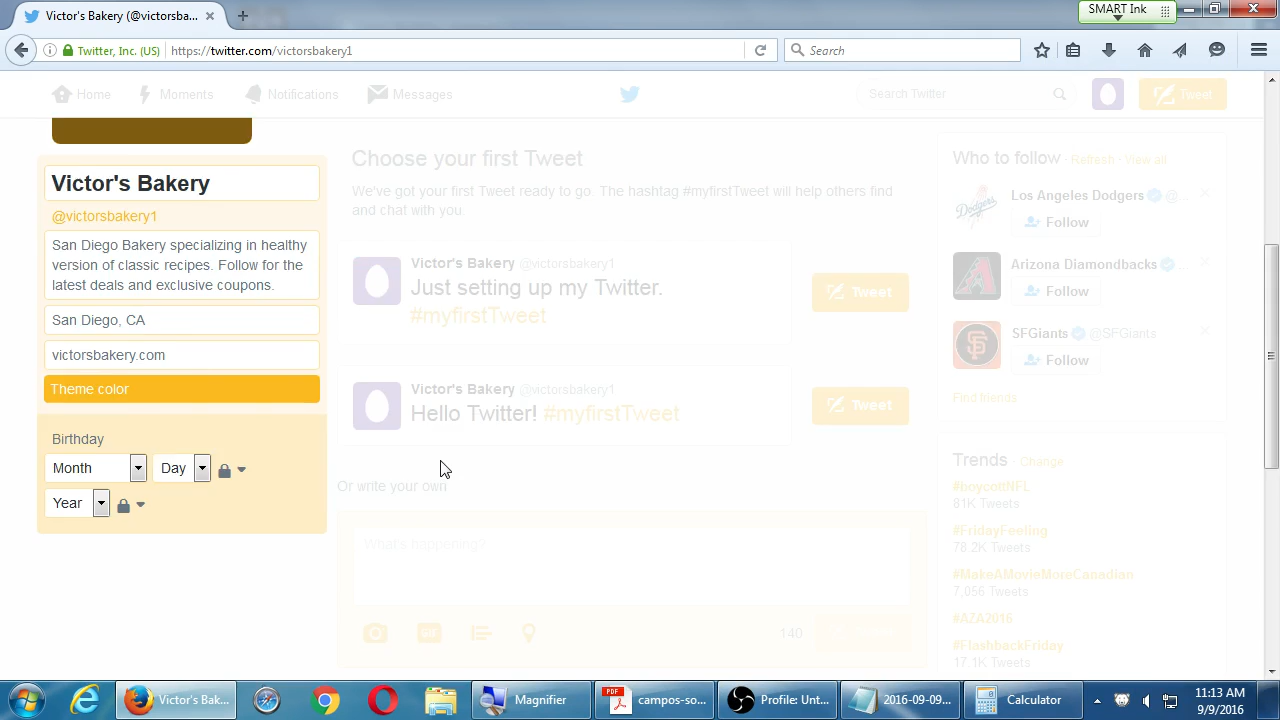 Victor's Bakery (@victorsba...
SMART Ink
Twitter, Inc. (US)
https://twitter.com/victorsbakery1
Search
Home
Moments
Notifications
Messages
Search Twitter
Tweet
Victor's Bakery
@victorsbakery1
San Diego Bakery specializing in healthy
version of classic recipes. Follow for the
latest deals and exclusive coupons.
San Diego, CA
victorsbakery.com
Theme color
Birthday
Month
Day
Year
Choose your first Tweet
We've got your first Tweet ready to go. The hashtag #myfirstTweet will help others find
and chat with you.
Victor's Bakery @victorsbakery1
Just setting up my Twitter.
#myfirstTweet
Tweet
Victor's Bakery @victorsbakery1
Hello Twitter! #myfirstTweet
Tweet
Or write your own
What's happening?
GIF
140
Who to follow · Refresh · View all
Los Angeles Dodgers @...
Follow
Arizona Diamondbacks ...
Follow
SFGiants @SFGiants
Follow
Find friends
Trends · Change
#boycottNFL
81K Tweets
#FridayFeeling
78.2K Tweets
#MakeAMovieMoreCanadian
7,056 Tweets
#AZA2016
#FlashbackFriday
17.1K Tweets
Victor's Bak...
Magnifier
PDF
campos-so...
Profile: Unt...
2016-09-09...
Calculator
11:13 AM
9/9/2016